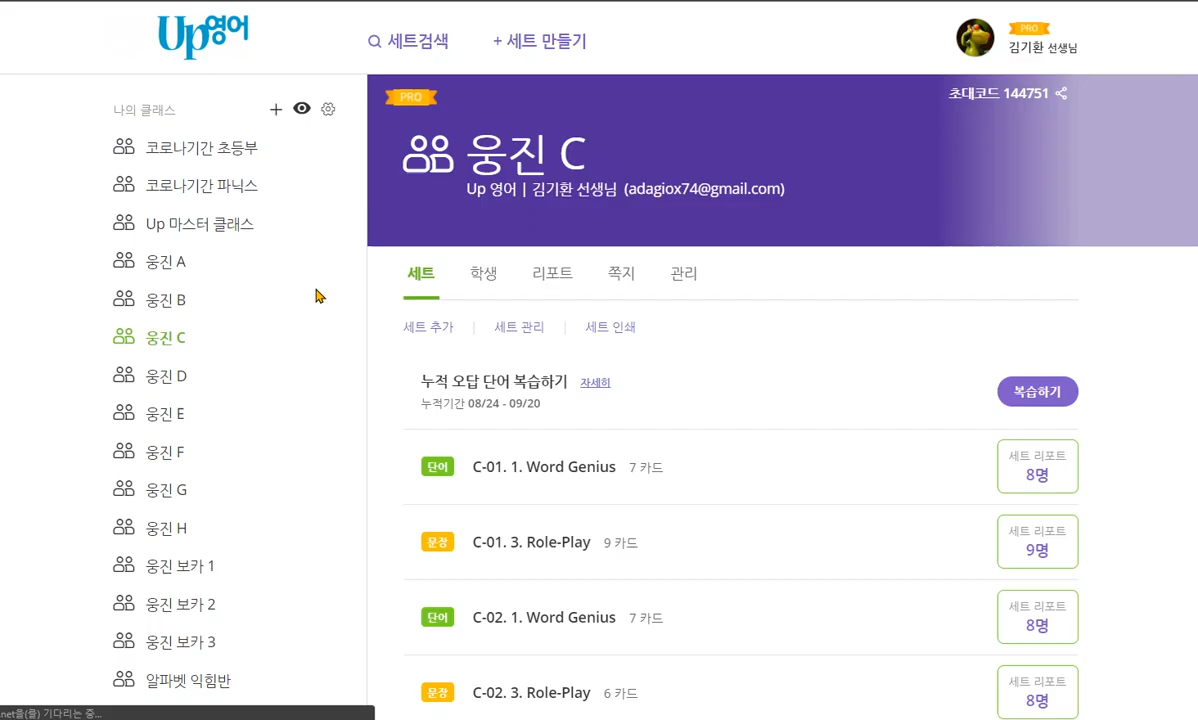 Up영어
세트검색
+ 세트 만들기
PRO
김기환 선생님
나의 클래스
코로나기간 초등부
코로나기간 파닉스
Up 마스터 클래스
웅진 A
웅진 B
웅진 C
웅진 D
웅진 E
웅진 F
웅진 G
웅진 H
웅진 보카 1
웅진 보카 2
웅진 보카 3
알파벳 익힘반
net을(를) 기다리는 중...
PRO
초대코드 144751
웅진 C
Up 영어 | 김기환 선생님 (adagiox74@gmail.com)
세트 학생 리포트 쪽지 관리
세트 추가 | 세트 관리 | 세트 인쇄
누적 오답 단어 복습하기 자세히
누적기간 08/24 - 09/20
복습하기
단어 C-01. 1. Word Genius 7 카드
세트 리포트
8명
문장 C-01. 3. Role-Play 9 카드
세트 리포트
9명
단어 C-02. 1. Word Genius 7 카드
세트 리포트
8명
문장 C-02. 3. Role-Play 6 카드
세트 리포트
8명